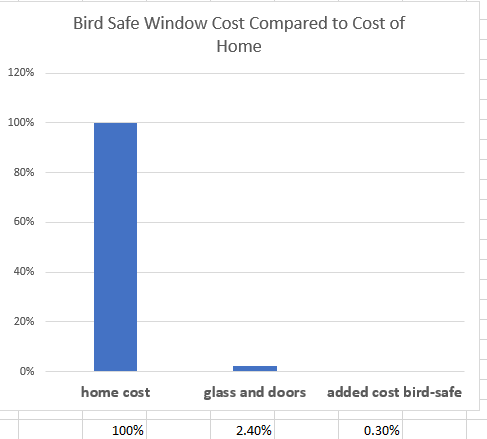 Bird Safe Window Cost Compared to Cost of
Home
120%
100%
80%
60%
40%
20%
0%
home cost glass and doors added cost bird-safe
100% 2.40% 0.30%